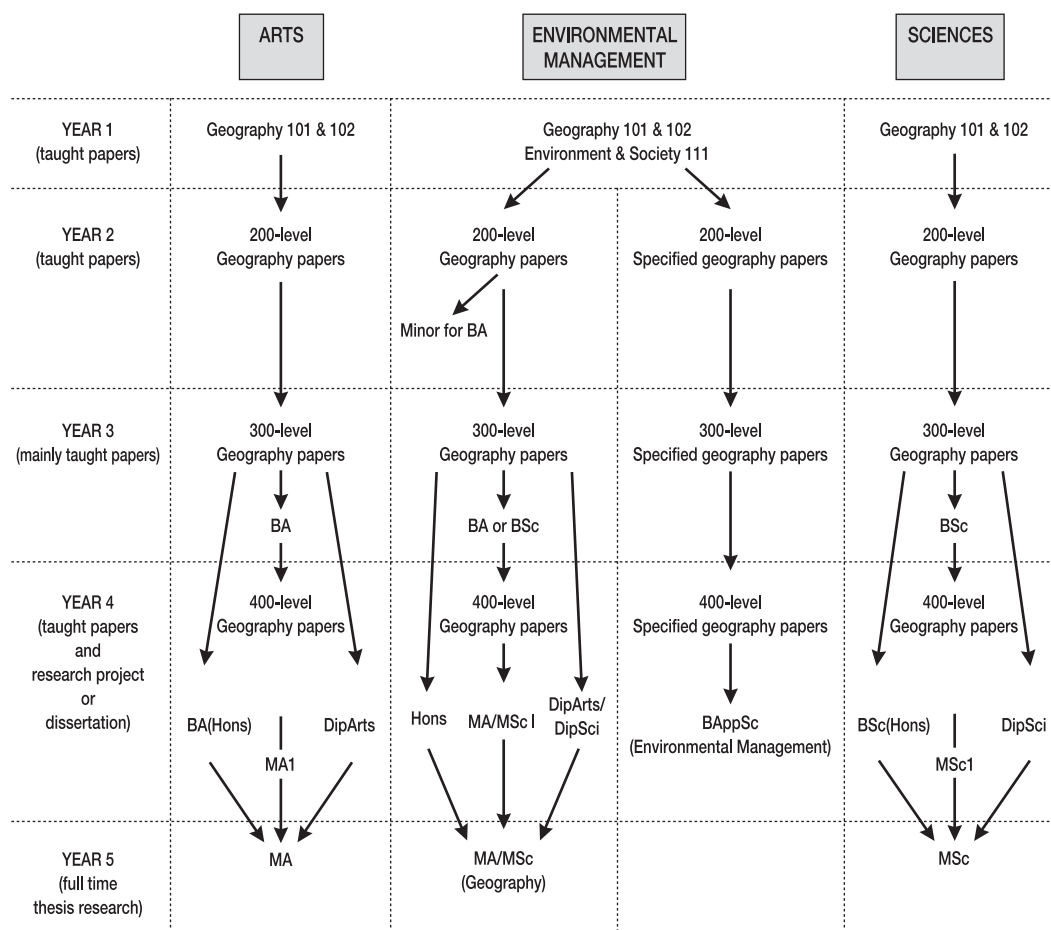 ARTS
ENVIRONMENTAL
MANAGEMENT
SCIENCES
YEAR 1
(taught papers)
Geography 101 & 102
Geography 101 & 102
Environment & Society 111
Geography 101 & 102
YEAR 2
(taught papers)
200-level
Geography papers
200-level
Geography papers
Minor for BA
200-level
Specified geography papers
200-level
Geography papers
YEAR 3
(mainly taught papers)
300-level
Geography papers
BA
300-level
Geography papers
BA or BSc
300-level
Specified geography papers
300-level
Geography papers
BSc
YEAR 4
(taught papers
and
research project
or
dissertation)
400-level
Geography papers
BA(Hons)
DipArts
MA1
400-level
Geography papers
Hons
MA/MSc I
DipArts/
DipSci
400-level
Specified geography papers
BAppSc
(Environmental Management)
400-level
Geography papers
BSc(Hons)
DipSci
MSc1
YEAR 5
(full time
thesis research)
MA
MA/MSc
(Geography)
MSc